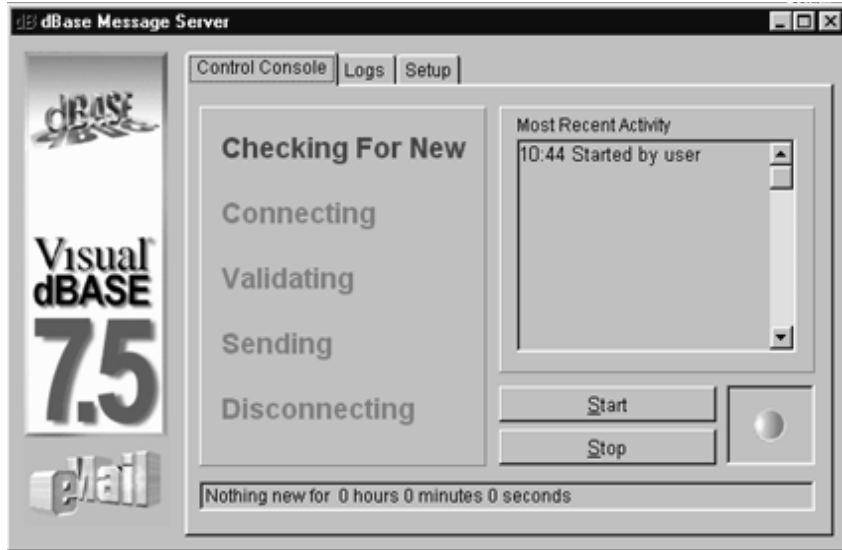 dBase Message Server
Control Console
Logs
Setup
dBASE
Visual
dBASE
7.5
eMail
Checking For New
Connecting
Validating
Sending
Disconnecting
Most Recent Activity
10:44 Started by user
Start
Stop
Nothing new for 0 hours 0 minutes 0 seconds